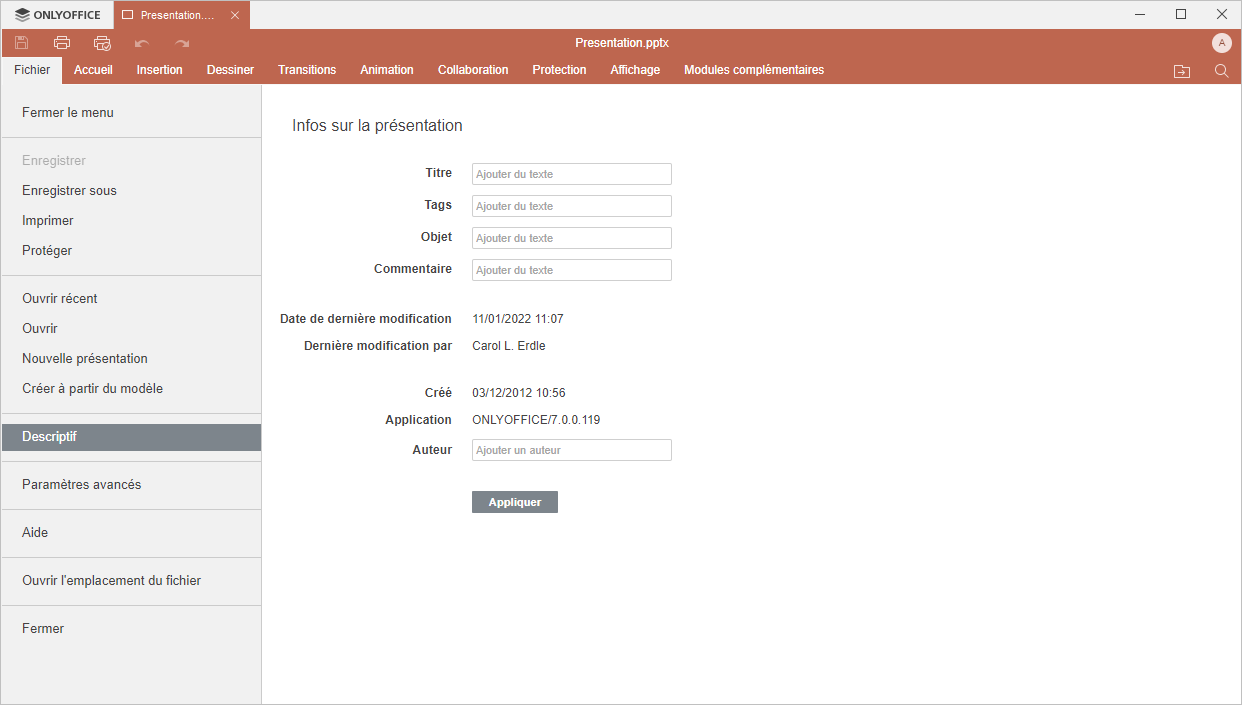 ONLYOFFICE Presentation.... 
Presentation.pptx A
Fichier Accueil Insertion Dessiner Transitions Animation Collaboration Protection Affichage Modules complémentaires
Fermer le menu
Enregistrer
Enregistrer sous
Imprimer
Protéger
Ouvrir récent
Ouvrir
Nouvelle présentation
Créer à partir du modèle
Descriptif
Paramètres avancés
Aide
Ouvrir l'emplacement du fichier
Fermer
Infos sur la présentation
Titre Ajouter du texte
Tags Ajouter du texte
Objet Ajouter du texte
Commentaire Ajouter du texte
Date de dernière modification 11/01/2022 11:07
Dernière modification par Carol L. Erdle
Créé 03/12/2012 10:56
Application ONLYOFFICE/7.0.0.119
Auteur Ajouter un auteur
Appliquer